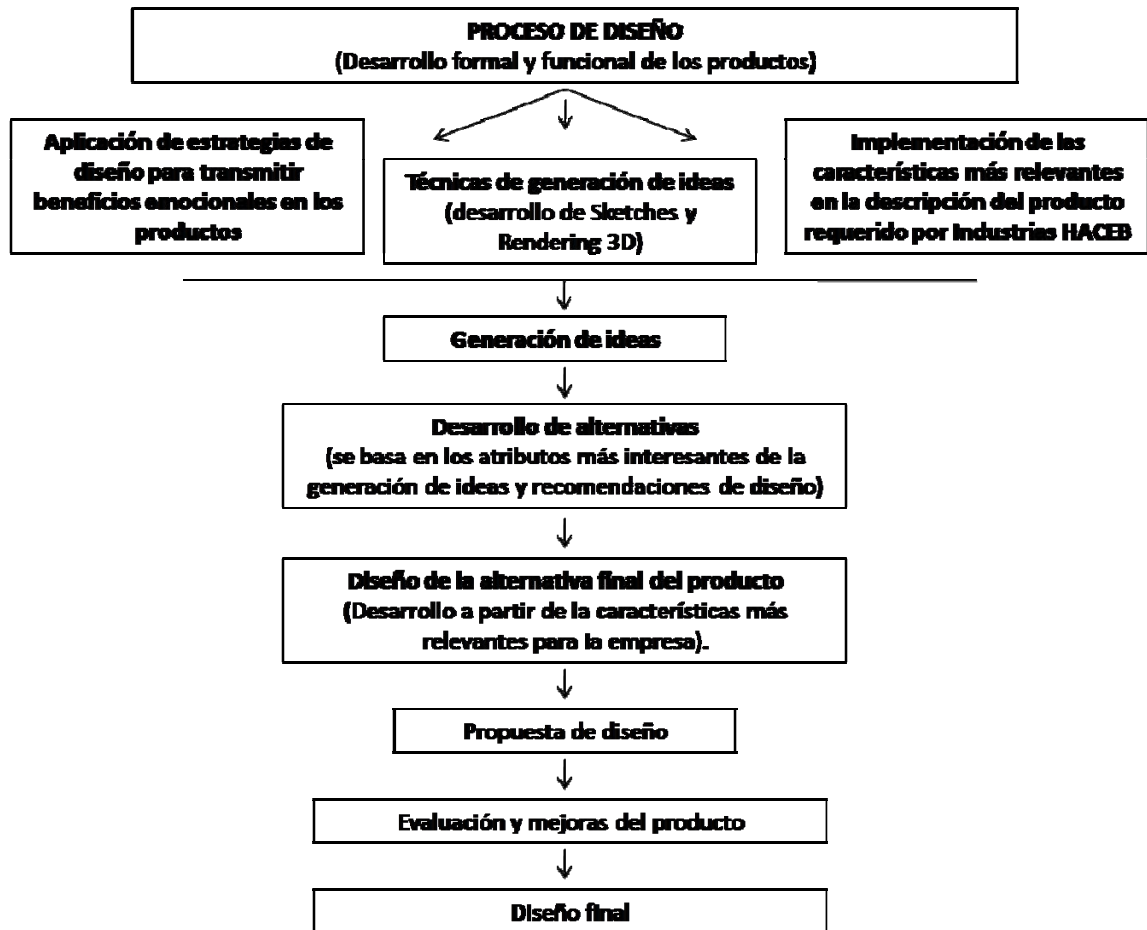 PROCESO DE DISEÑO
(Desarrollo formal y funcional de los productos)
Aplicación de estrategias de
diseño para transmitir
beneficios emocionales en los
productos
Técnicas de generación de ideas
(desarrollo de Sketches y
Rendering 3D)
Implementación de las
características más relevantes
en la descripción del producto
requerido por Industrias HACEB
Generación de ideas
Desarrollo de alternativas
(se basa en los atributos más interesantes de la
generación de ideas y recomendaciones de diseño)
Diseño de la alternativa final del producto
(Desarrollo a partir de la características más
relevantes para la empresa).
Propuesta de diseño
Evaluación y mejoras del producto
Diseño final